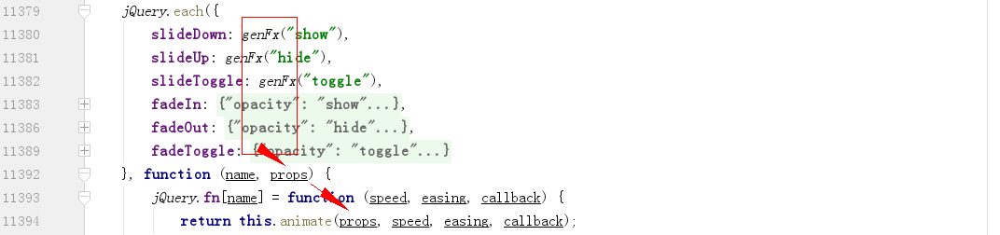 11379 jQuery.each({
11380 slideDown: genFx("show"),
11381 slideUp: genFx("hide"),
11382 slideToggle: genFx("toggle"),
11383 fadeIn: {"opacity": "show"...},
11386 fadeOut: {"opacity": "hide"...},
11389 fadeToggle: {"opacity": "toggle"...}
11392 }, function (name, props) {
11393 jQuery.fn[name] = function (speed, easing, callback) {
11394 return this.animate(props, speed, easing, callback);